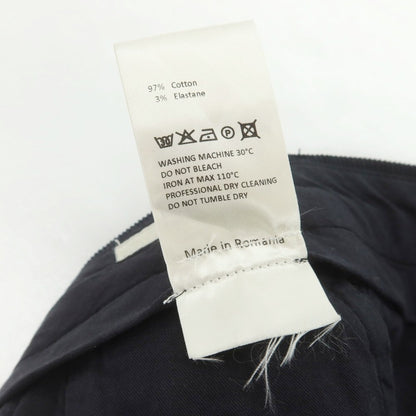 97% Cotton
3% Elastane
P
WASHING MACHINE 30°C
DO NOT BLEACH
IRON AT MAX 110°C
PROFESSIONAL DRY CLEANING
DO NOT TUMBLE DRY
Made in Romania